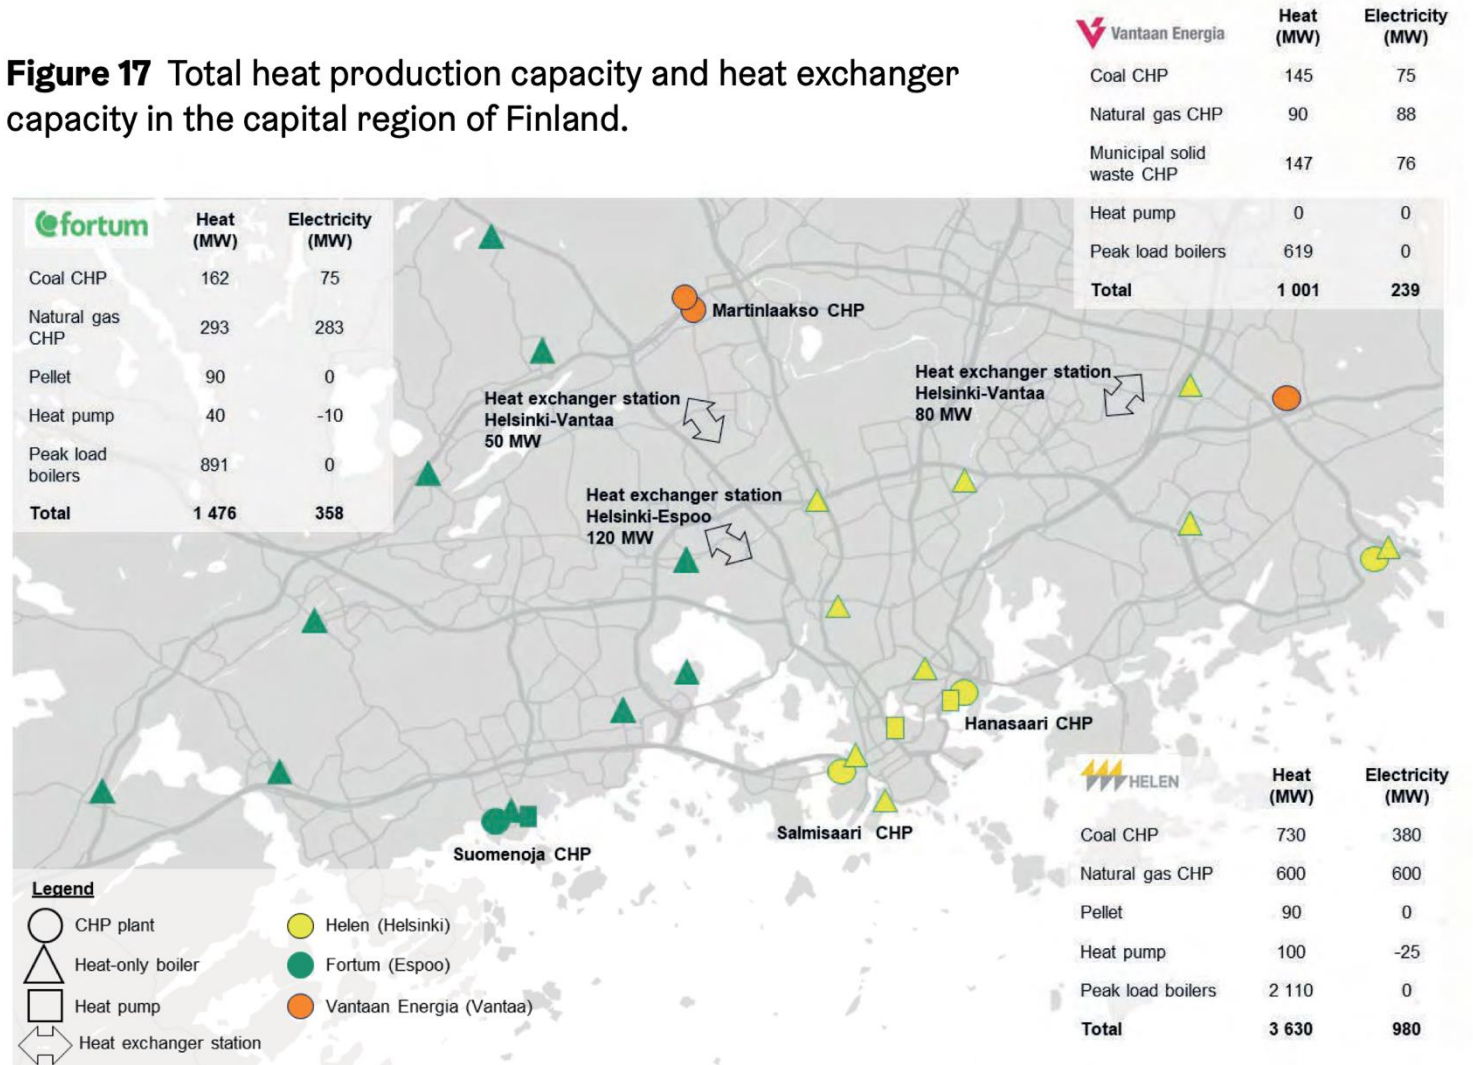 Figure 17 Total heat production capacity and heat exchanger
capacity in the capital region of Finland.
Vantaan Energia
Heat
(MW)
Electricity
(MW)
Coal CHP 145 75
Natural gas CHP 90 88
Municipal solid
waste CHP 147 76
Heat pump 0 0
Peak load boilers 619 0
Total 1 001 239
fortum
Heat
(MW)
Electricity
(MW)
Coal CHP 162 75
Natural gas
CHP 293 283
Pellet 90 0
Heat pump 40 -10
Peak load
boilers 891 0
Total 1 476 358
Martinlaakso CHP
Heat exchanger station
Helsinki-Vantaa
80 MW
Heat exchanger station
Helsinki-Vantaa
50 MW
Heat exchanger station
Helsinki-Espoo
120 MW
Hanasaari CHP
Salmisaari CHP
Suomenoja CHP
HELEN
Heat
(MW)
Electricity
(MW)
Coal CHP 730 380
Natural gas CHP 600 600
Pellet 90 0
Heat pump 100 -25
Peak load boilers 2 110 0
Total 3 630 980
Legend
CHP plant
Heat-only boiler
Heat pump
Heat exchanger station
Helen (Helsinki)
Fortum (Espoo)
Vantaan Energia (Vantaa)